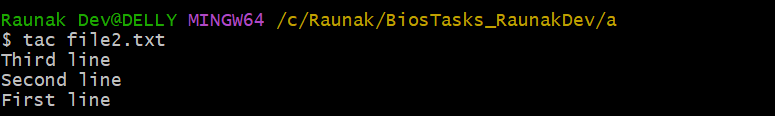 Raunak Dev@DELLY MINGW64 /c/Raunak/BiosTasks_RaunakDev/a
$ tac file2.txt
Third line
Second line
First line